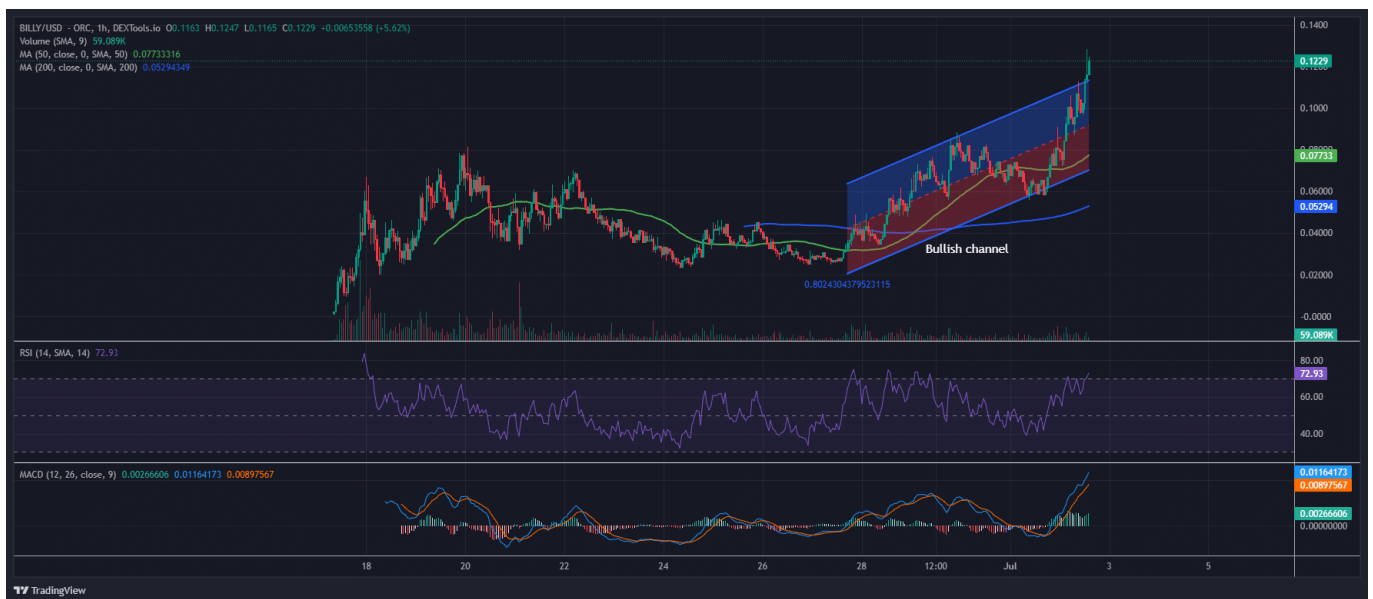 BILLY/USD - ORC, 1h, DEXTools.io O0.1163 H0.1247 L0.1165 C0.1229 +0.00653558 (+5.62%)
Volume (SMA, 9) 59.089K
MA (50, close, 0, SMA, 50) 0.07733316
MA (200, close, 0, SMA, 200) 0.05294349
0.1400
0.1229
0.1000
0.07733
0.06000
0.05294
0.04000
Bullish channel
0.02000
0.8024304379523115
-0.0000
59.089K
RSI (14, SMA, 14) 72.93
80.00
72.93
60.00
40.00
MACD (12, 26, close, 9) 0.00266606 0.01164173 0.00897567
0.01164173
0.00897567
0.00266606
0.00000000
18 20 22 24 26 28 12:00 Jul 3 5
TradingView